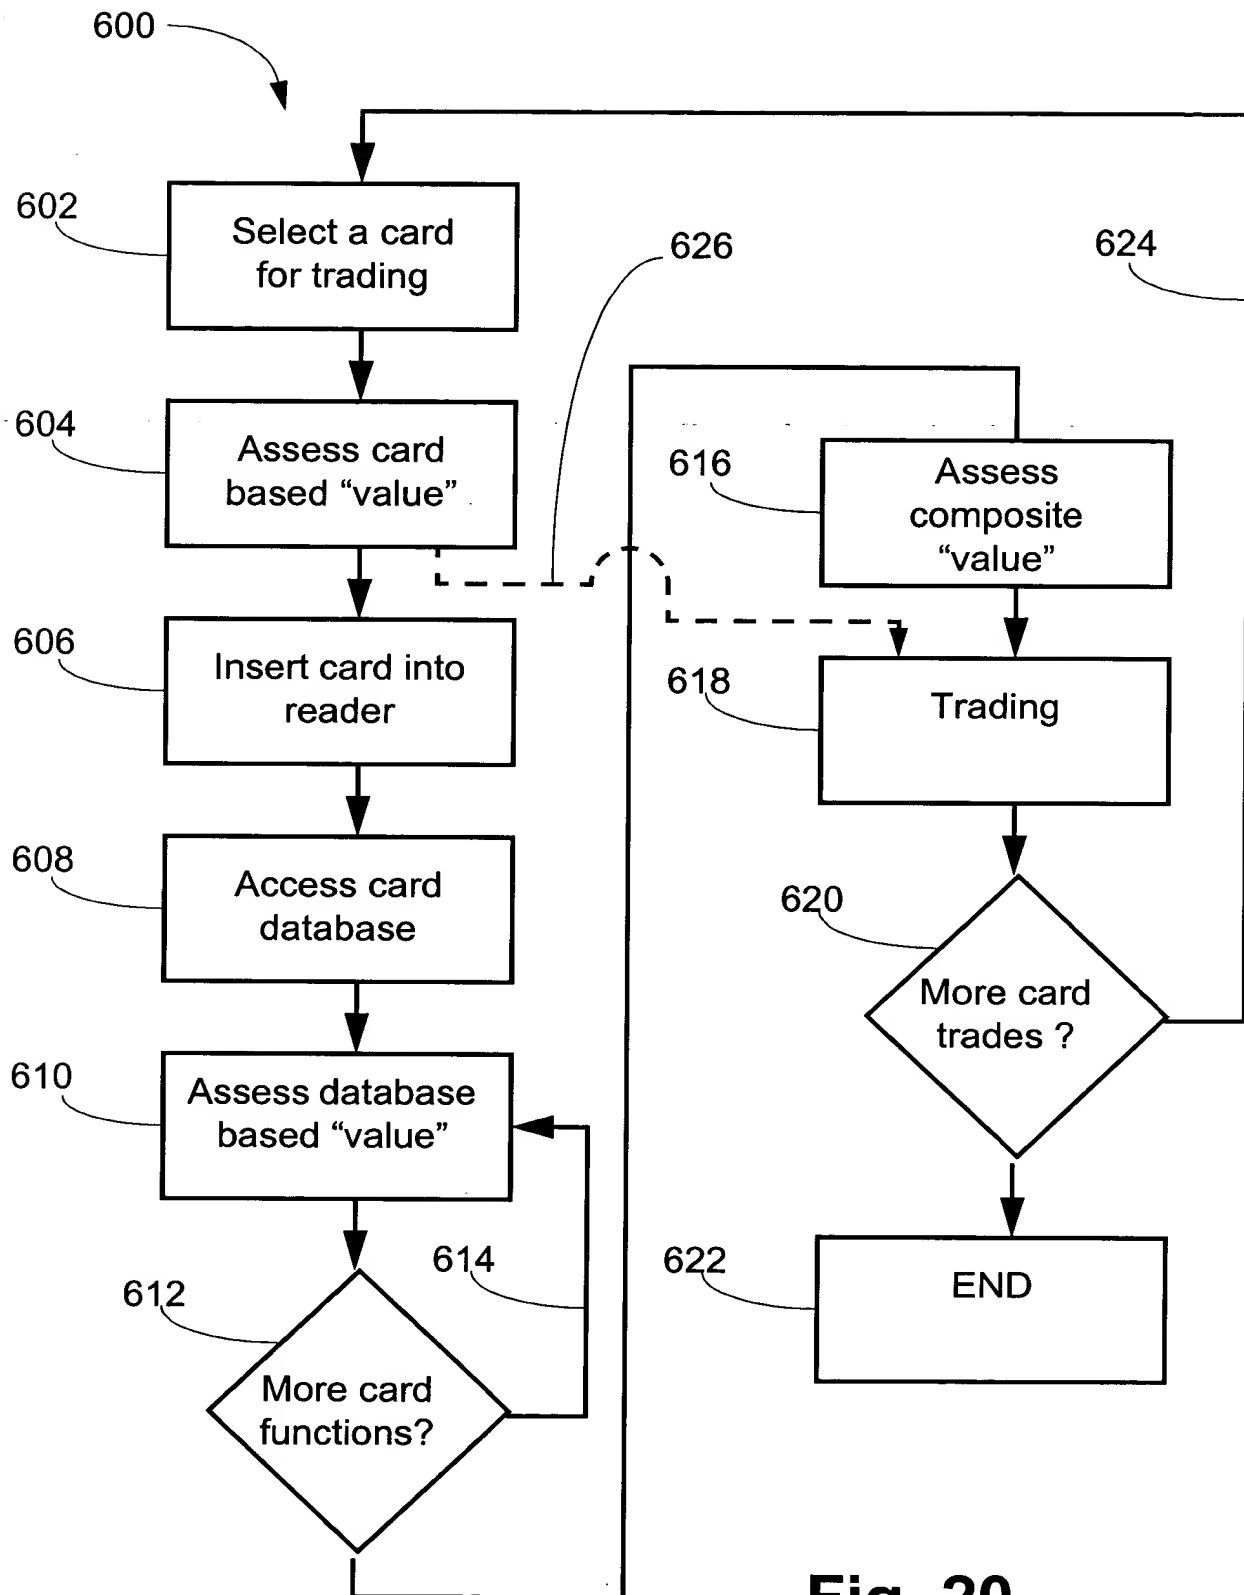 600
602
Select a card
for trading
626
624
604
Assess card
based “value”
616
Assess
composite
“value”
606
Insert card into
reader
618
Trading
608
Access card
database
620
More card
trades ?
610
Assess database
based “value”
614
622
END
612
More card
functions?
Fig. 20